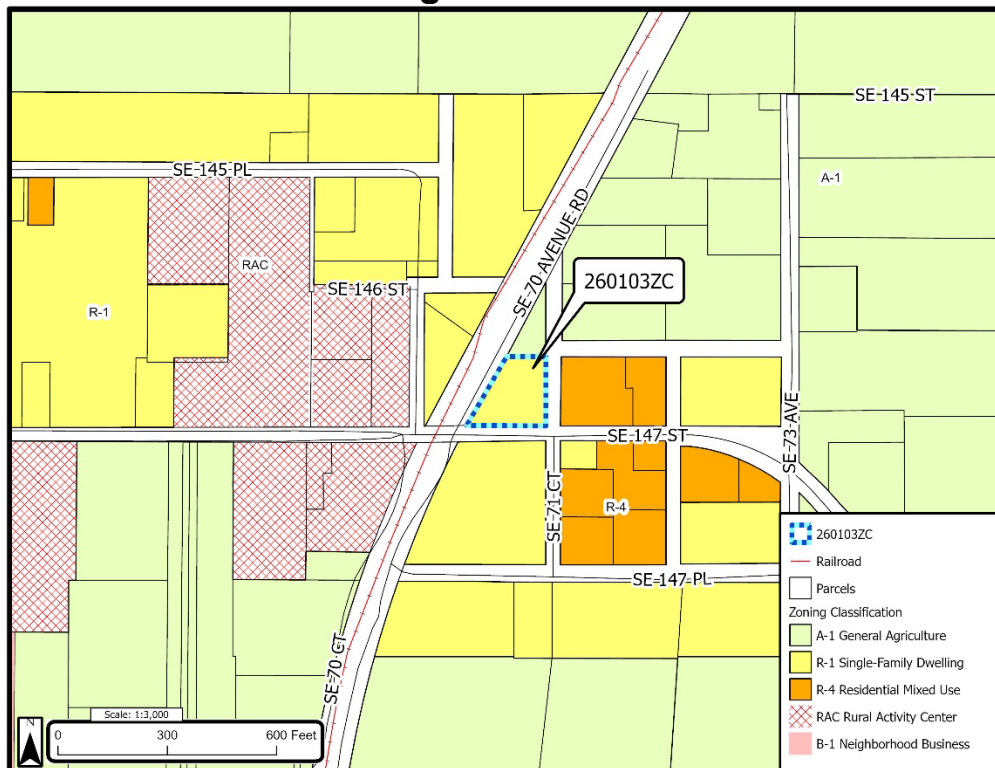 SE 145 ST
SE 145 PL
A-1
RAC
SE 70 AVENUE RD
260103ZC
SE 146 ST
R-1
SE 147 ST
SE 73 AVE
SE 71 CT
R-4
SE 147 PL
SE 70 CT
260103ZC
Railroad
Parcels
Zoning Classification
A-1 General Agriculture
R-1 Single-Family Dwelling
R-4 Residential Mixed Use
RAC Rural Activity Center
B-1 Neighborhood Business
Scale: 1:3,000
N
0 300 600 Feet